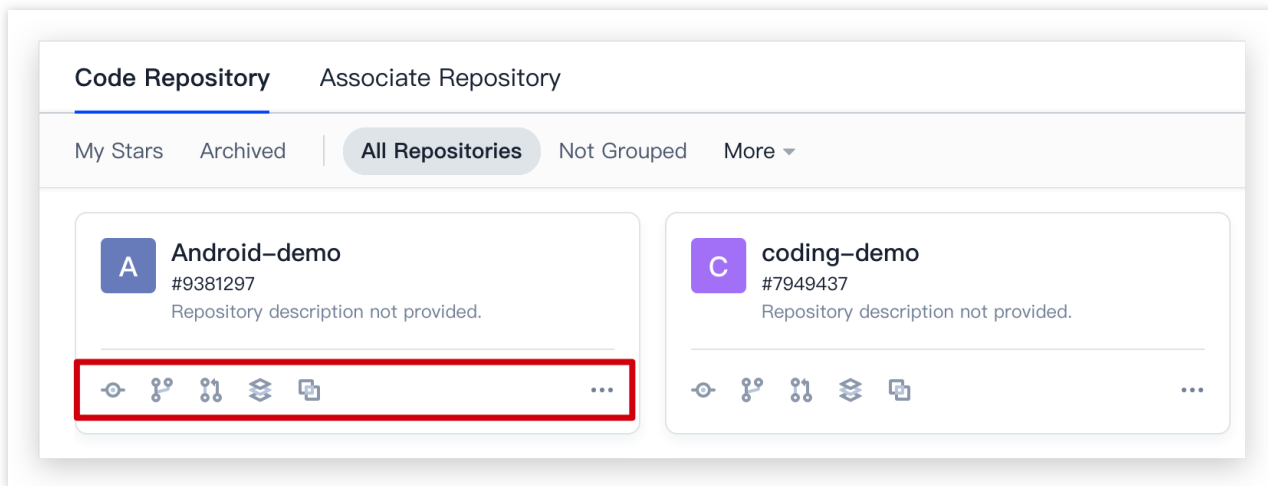 Code Repository Associate Repository
My Stars Archived All Repositories Not Grouped More
A Android-demo C coding-demo
#9381297 #7949437
Repository description not provided. Repository description not provided.